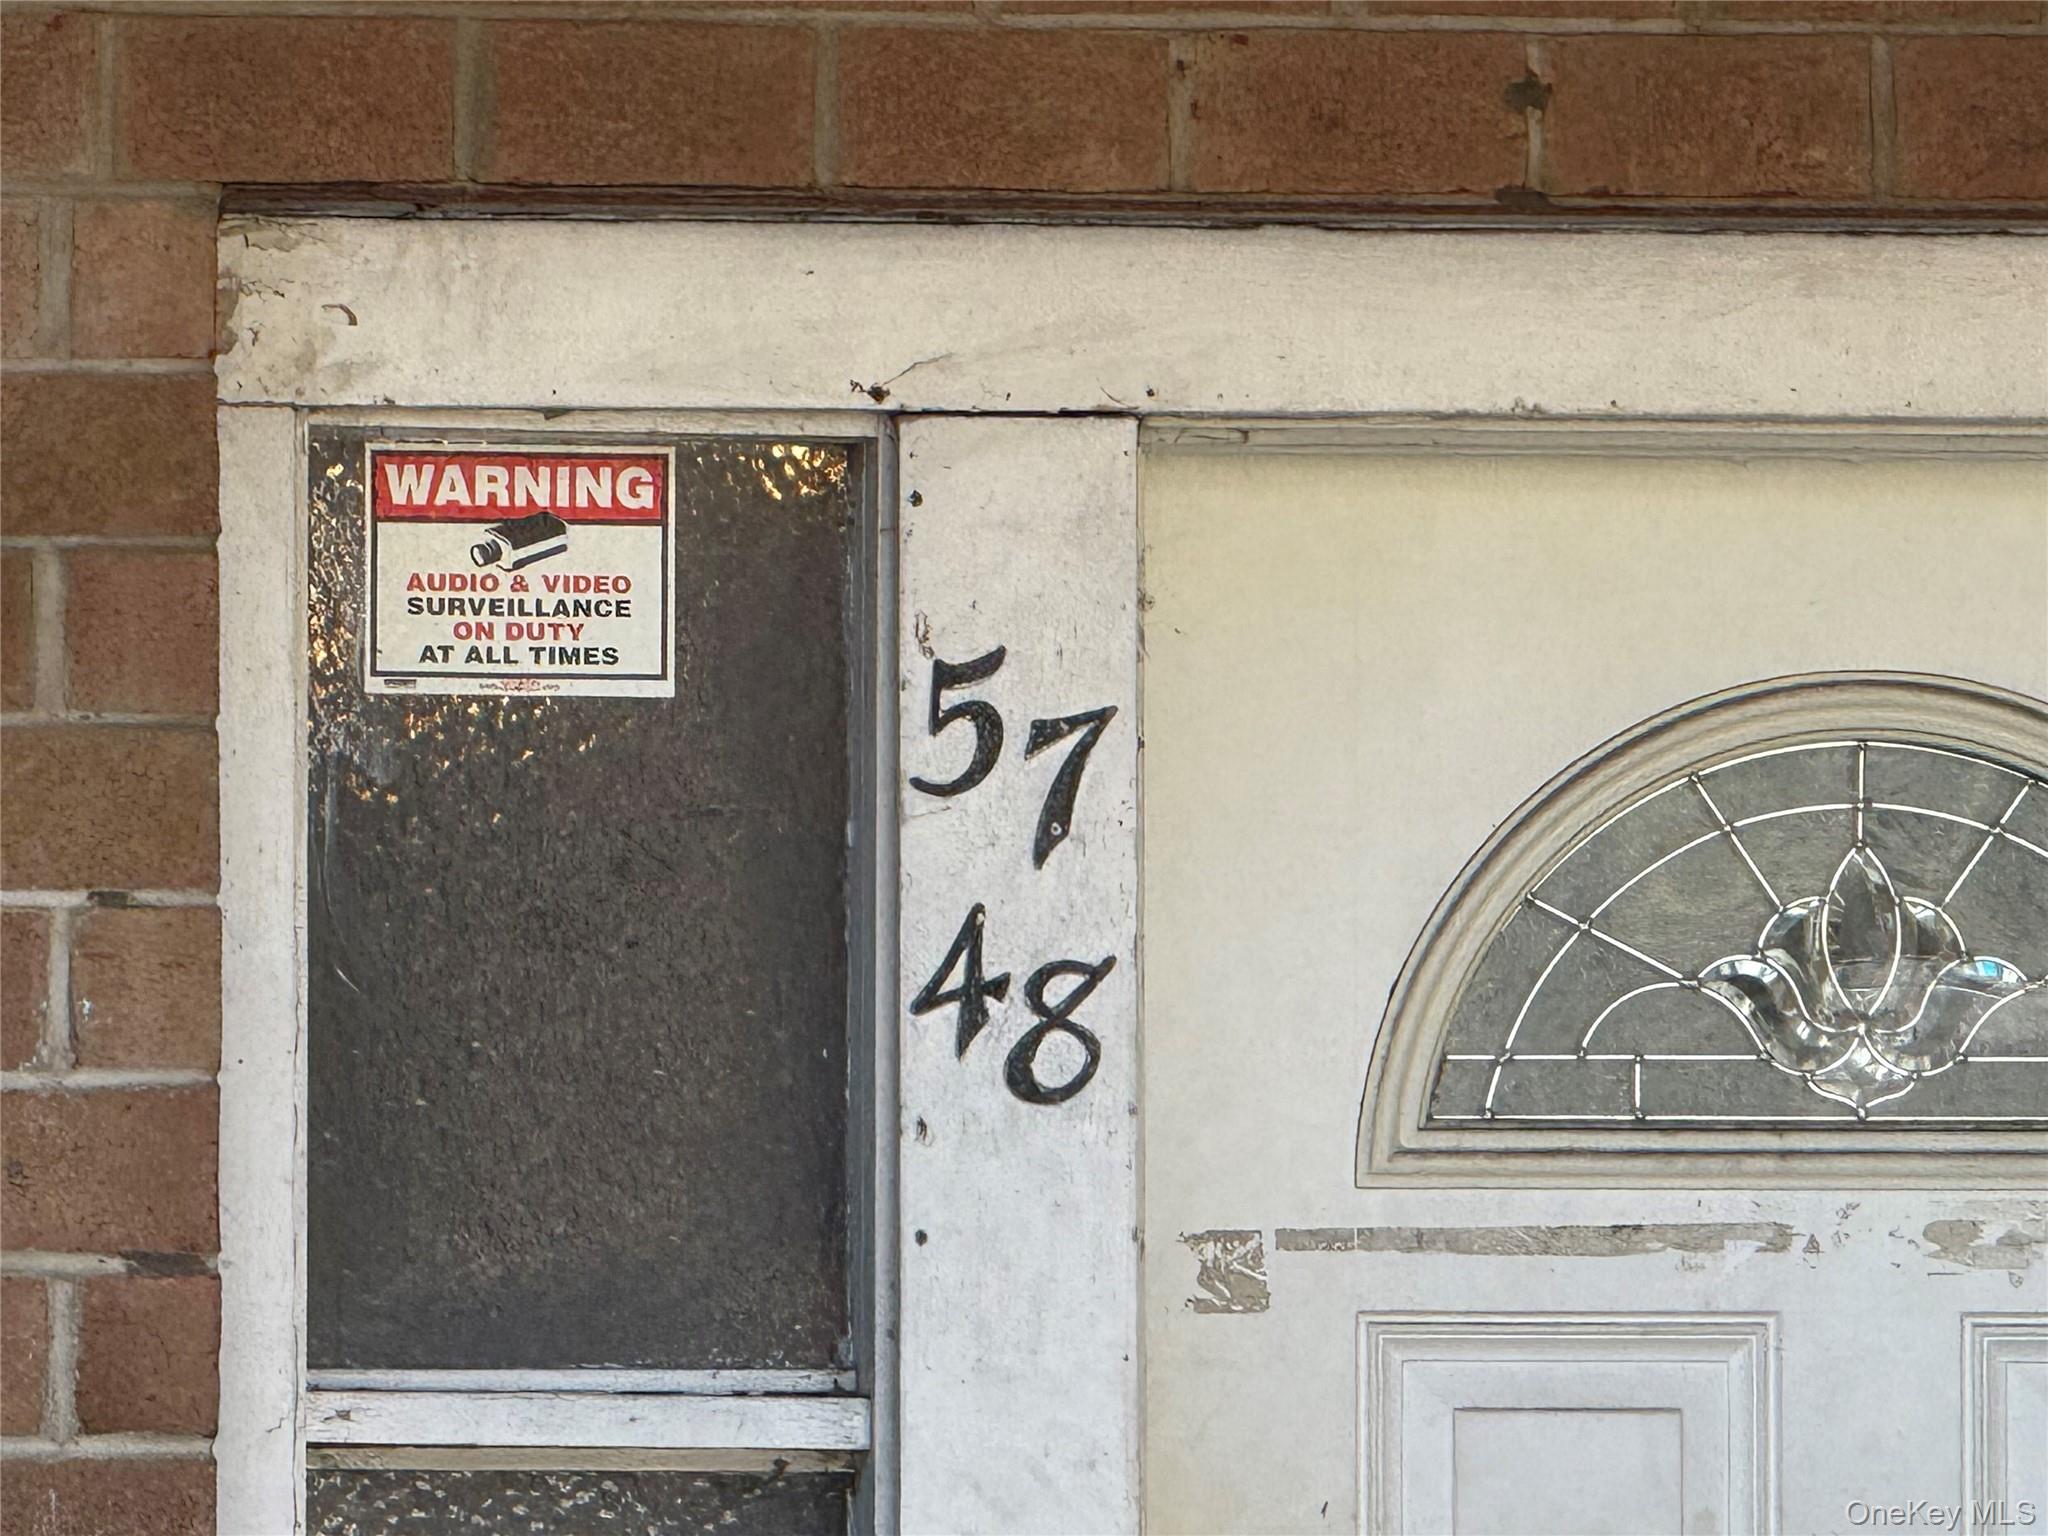 WARNING
AUDIO & VIDEO
SURVEILLANCE
ON DUTY
AT ALL TIMES
57
48
OneKey MLS